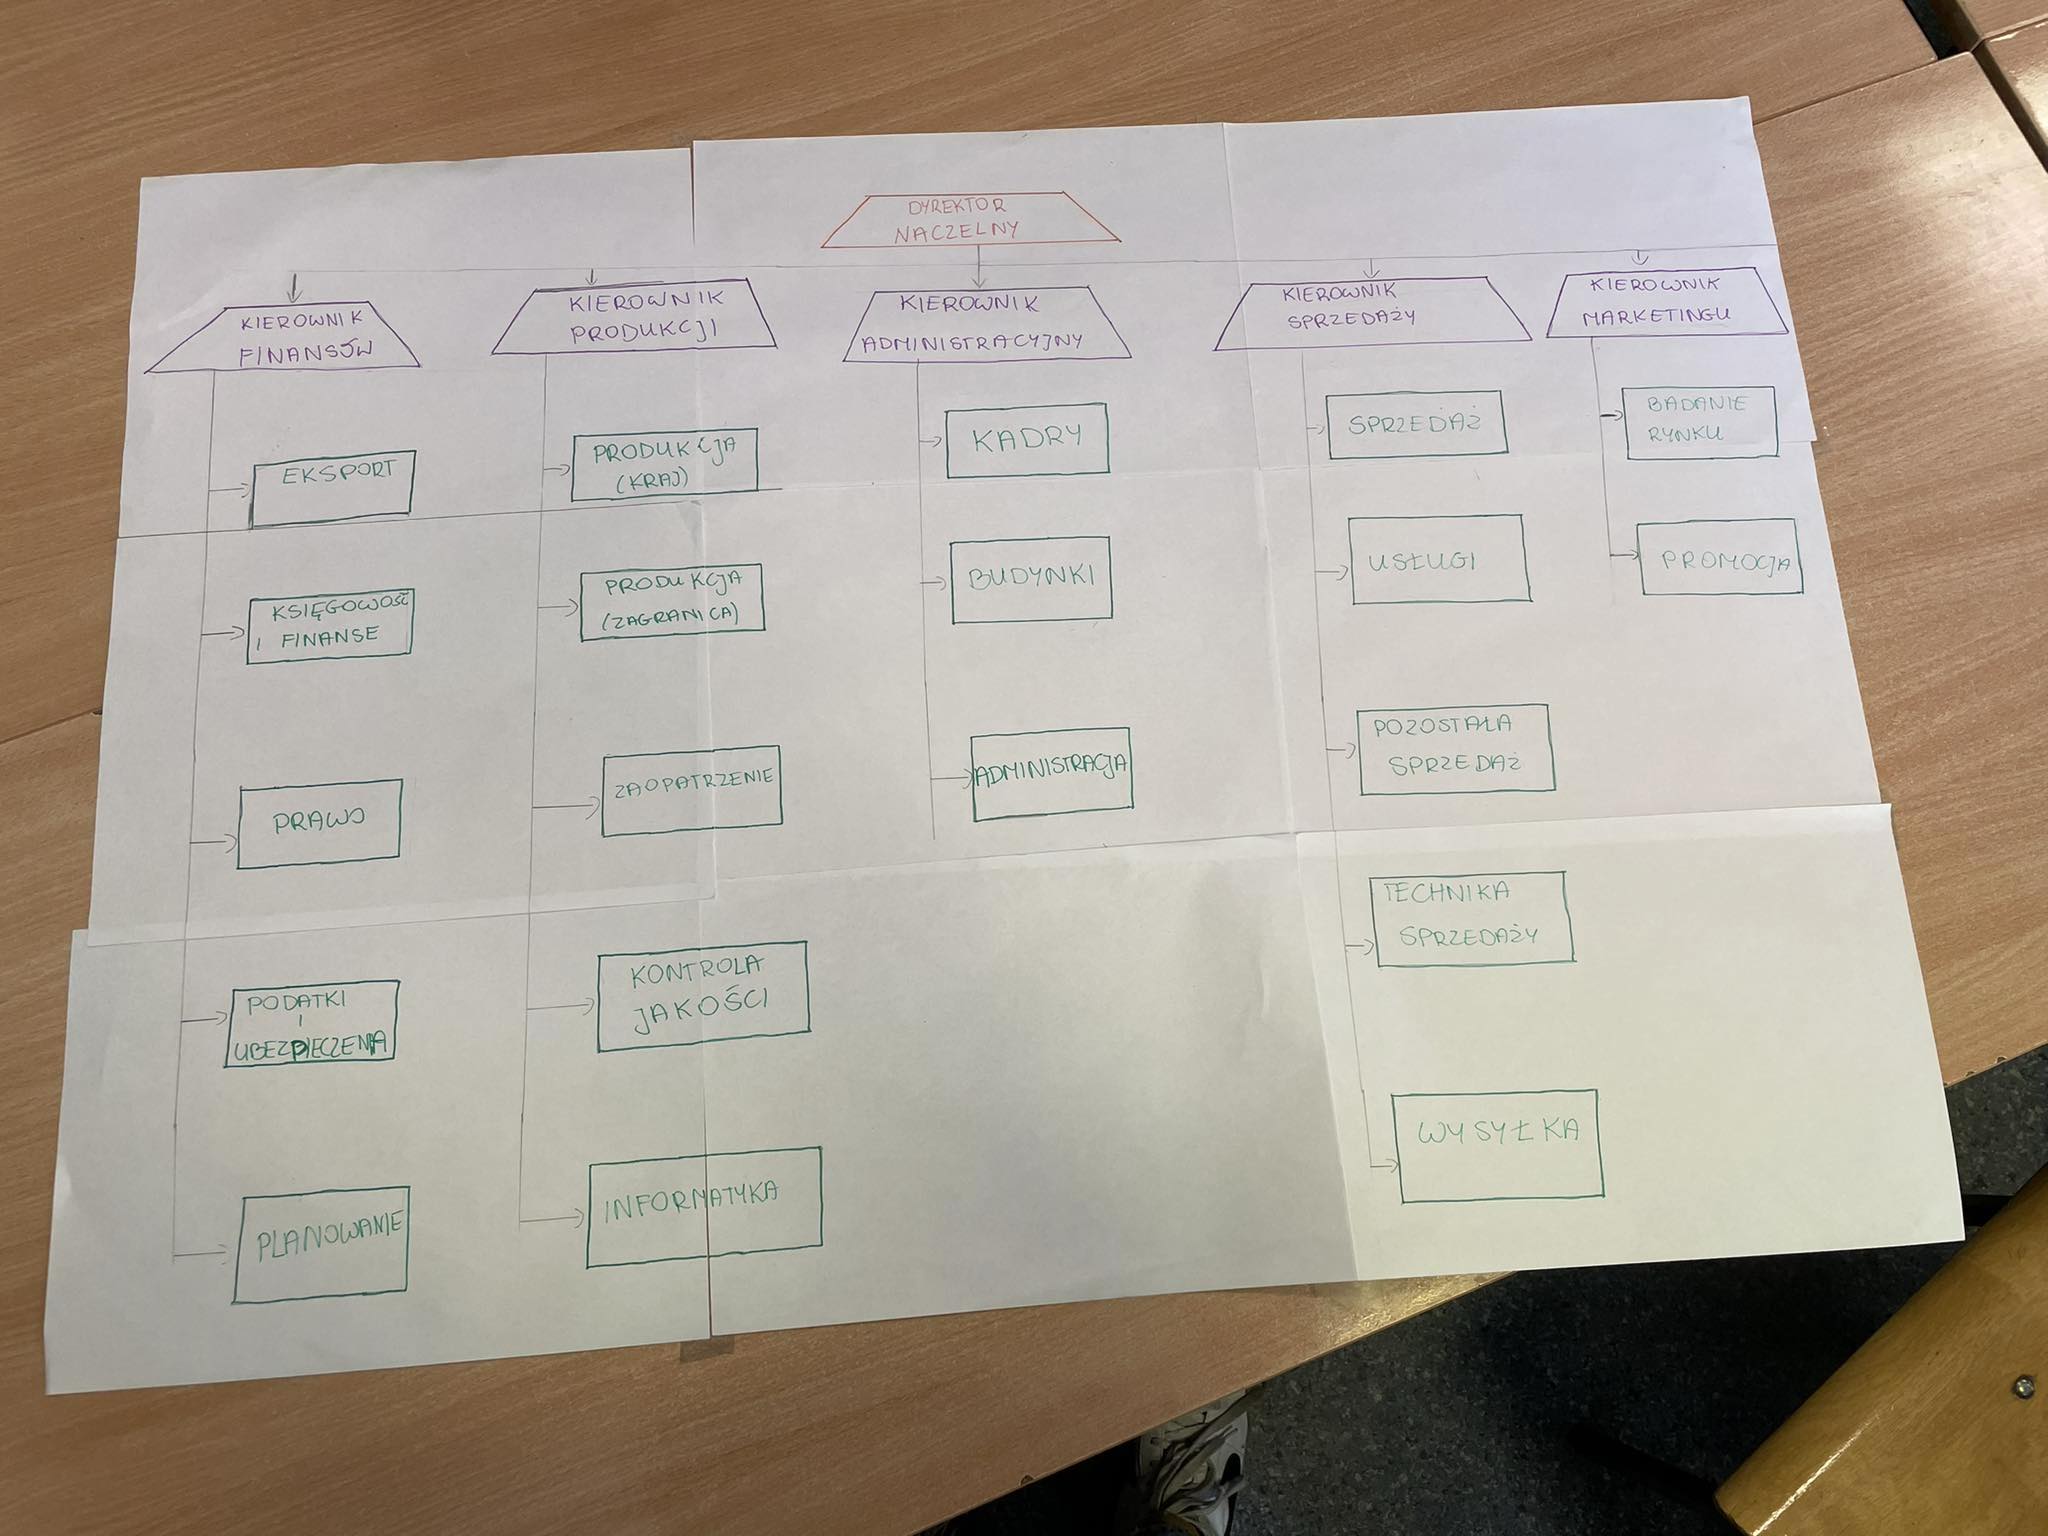 DYREKTOR
NACZELNY
KIEROWNIK
FINANSÓW
KIEROWNIK
PRODUKCJI
KIEROWNIK
ADMINISTRACYJNY
KIEROWNIK
SPRZEDAŻY
KIEROWNIK
MARKETINGU
EKSPORT
KSIĘGOWOŚĆ
I FINANSE
PRAWO
PODATKI
I
UBEZPIECZENIA
PLANOWANIE
PRODUKCJA
(KRAJ)
PRODUKCJA
(ZAGRANICA)
ZAOPATRZENIE
KONTROLA
JAKOŚCI
INFORMATYKA
KADRY
BUDYNKI
ADMINISTRACJA
SPRZEDAŻ
USŁUGI
POZOSTAŁA
SPRZEDAŻ
TECHNIKA
SPRZEDAŻY
WYSYŁKA
BADANIE
RYNKU
PROMOCJA